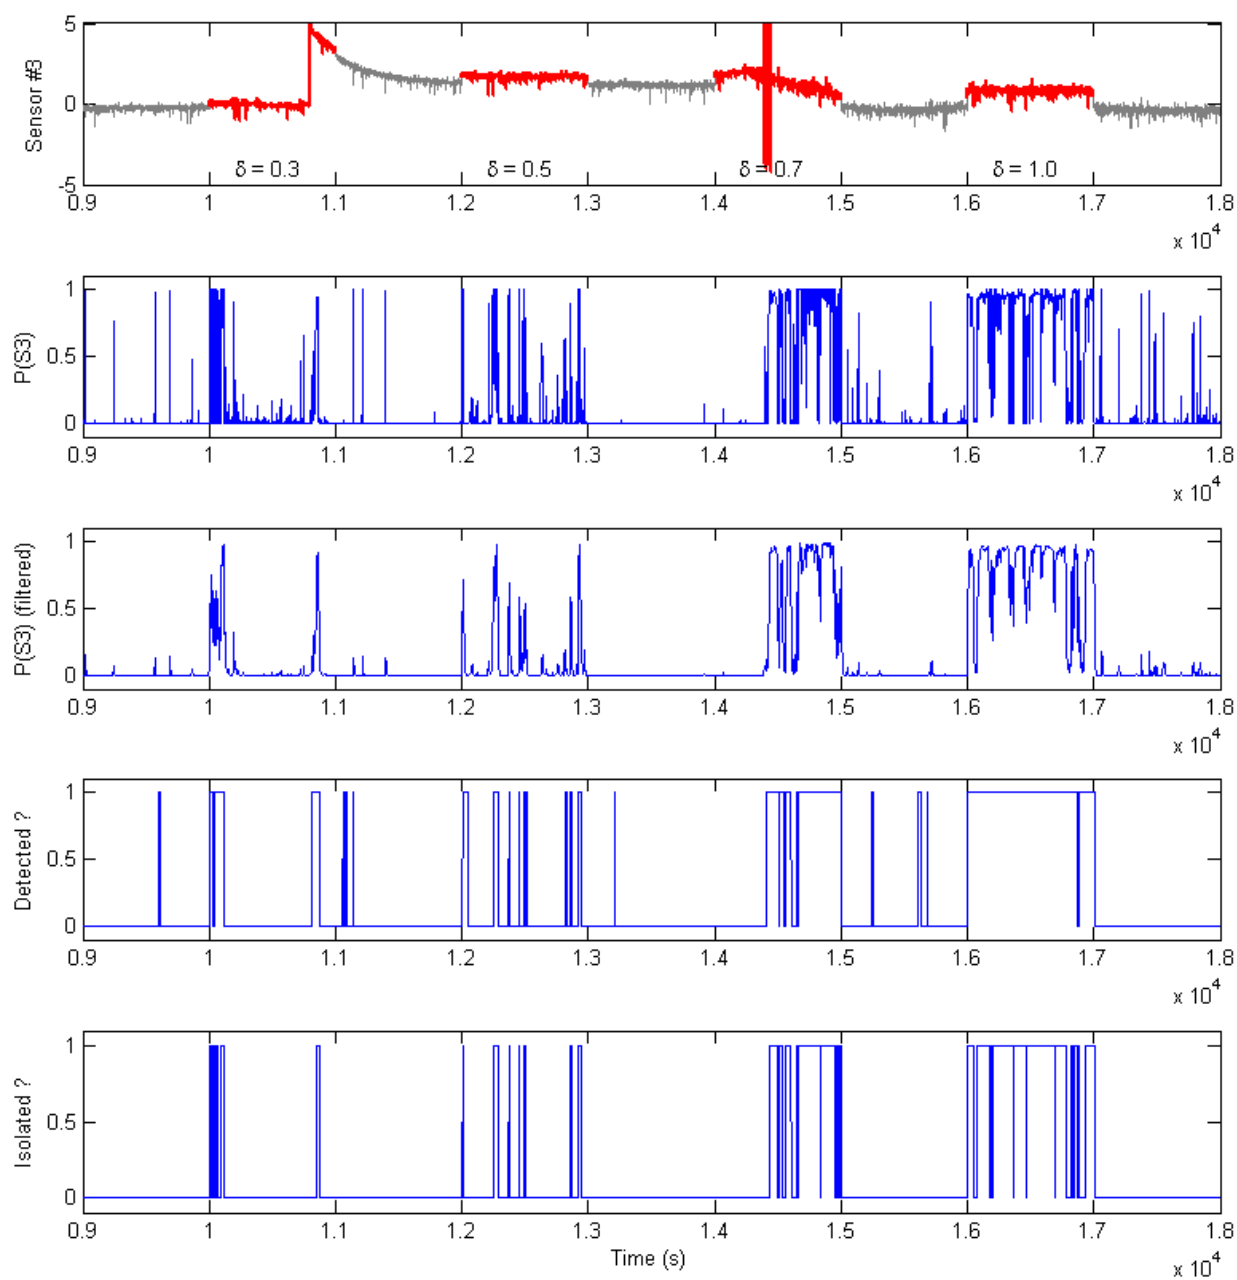 Sensor #3
5
0
-5
δ = 0.3
δ = 0.5
δ = 0.7
δ = 1.0
0.9 1 1.1 1.2 1.3 1.4 1.5 1.6 1.7 1.8
x 10^4
P(S3)
1
0.5
0
0.9 1 1.1 1.2 1.3 1.4 1.5 1.6 1.7 1.8
x 10^4
P(S3) (filtered)
1
0.5
0
0.9 1 1.1 1.2 1.3 1.4 1.5 1.6 1.7 1.8
x 10^4
Detected ?
1
0.5
0
0.9 1 1.1 1.2 1.3 1.4 1.5 1.6 1.7 1.8
x 10^4
Isolated ?
1
0.5
0
0.9 1 1.1 1.2 1.3 1.4 1.5 1.6 1.7 1.8
Time (s)
x 10^4